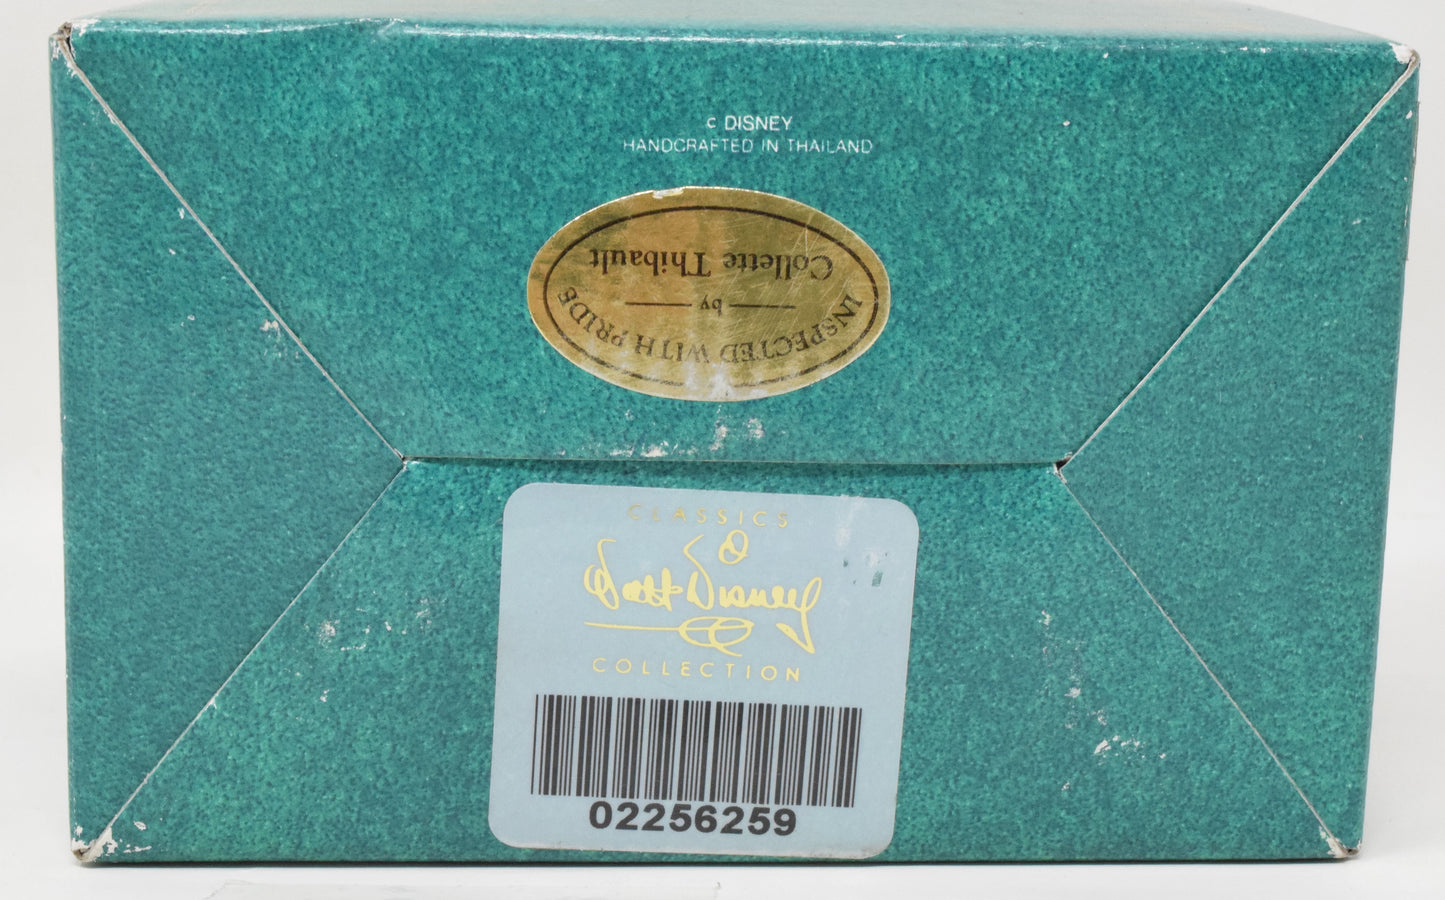 c DISNEY
HANDCRAFTED IN THAILAND
INSPECTED WITH PRIDE
by
Collette Thibault
CLASSICS
Walt Disney
COLLECTION
02256259